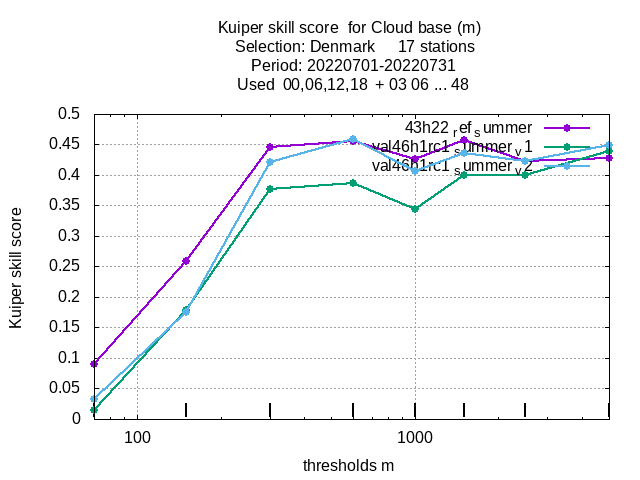 Kuiper skill score  for Cloud base (m)
Selection: Denmark     17 stations
Period: 20220701-20220731
Used  00,06,12,18  + 03 06 ... 48
0.5
0.45
0.4
0.35
0.3
0.25
0.2
0.15
0.1
0.05
0
43h22_ref_summer
val46h1rc1_summer_v1
val46h1rc1_summer_v2
Kuiper skill score
100
1000
thresholds m